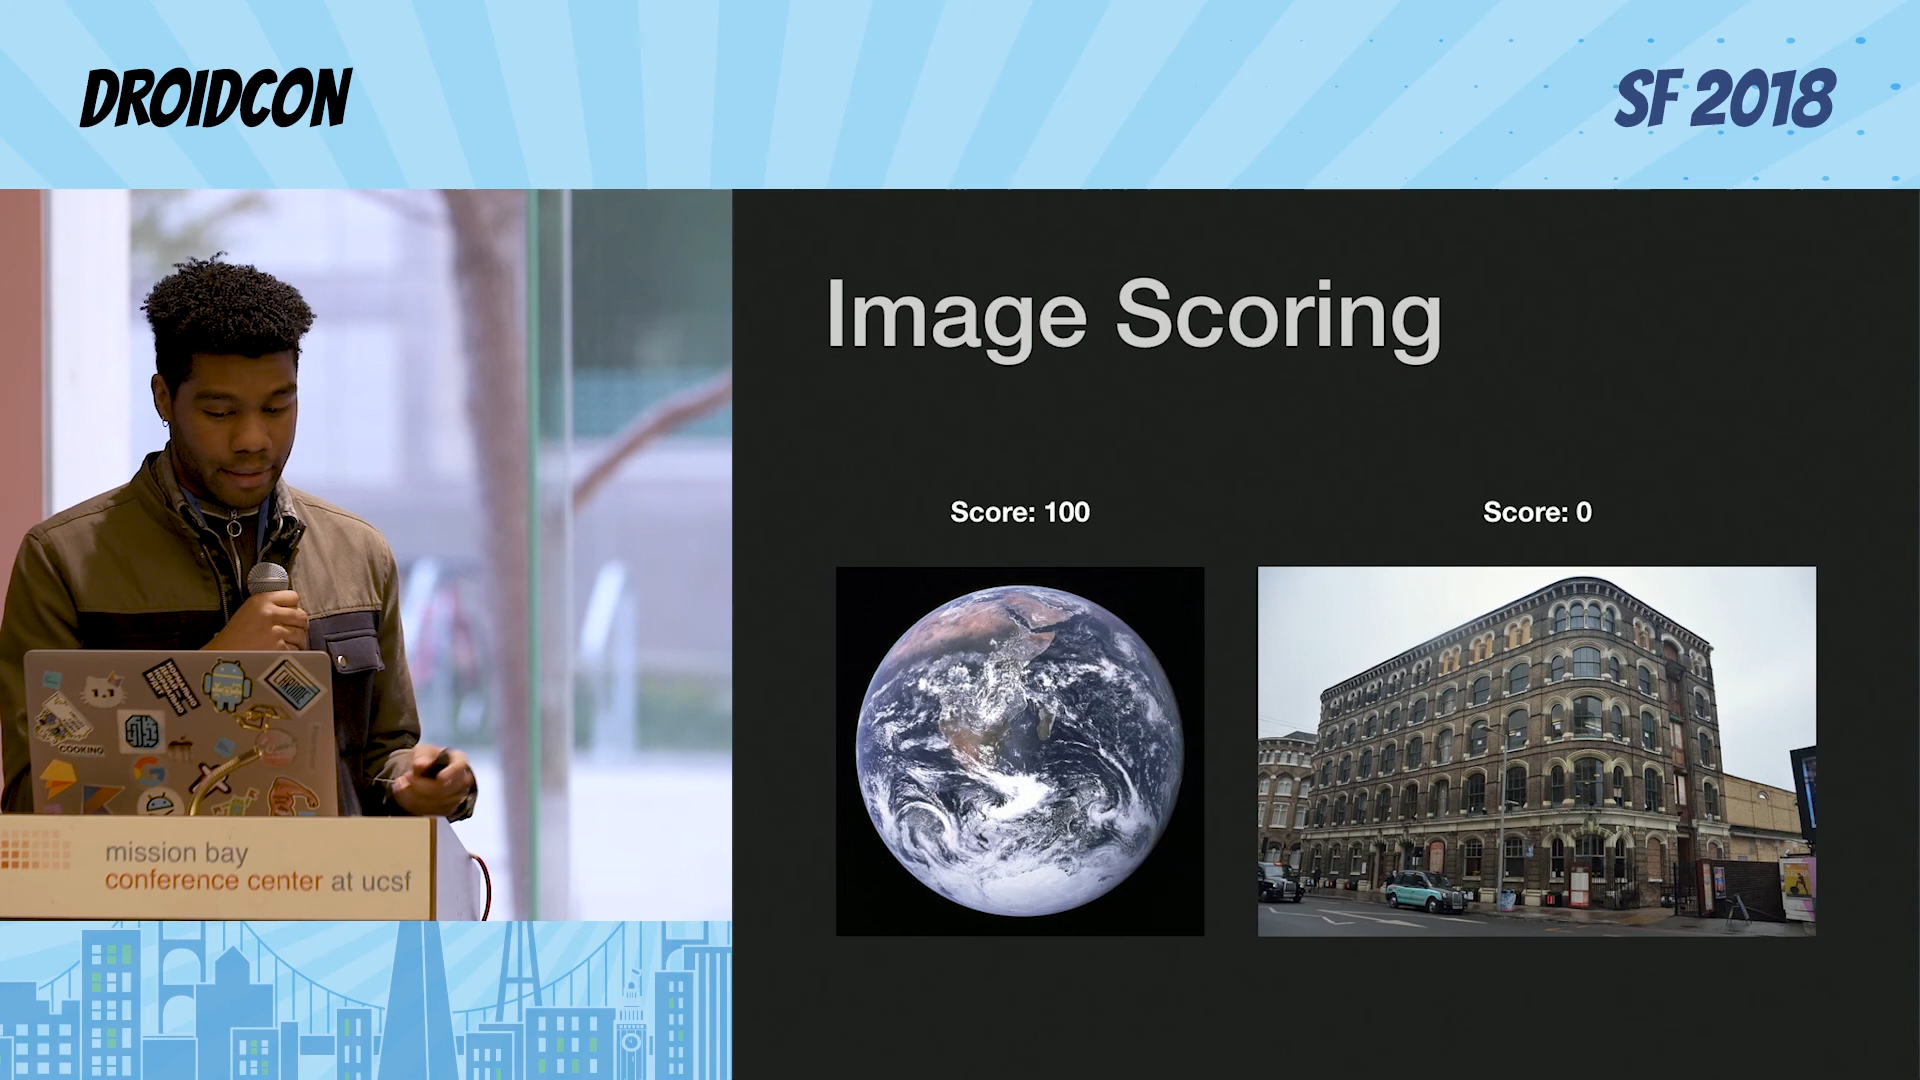 DROIDCON
SF 2018
Image Scoring
Score: 100
Score: 0
COOKING
mission bay
conference center at ucsf